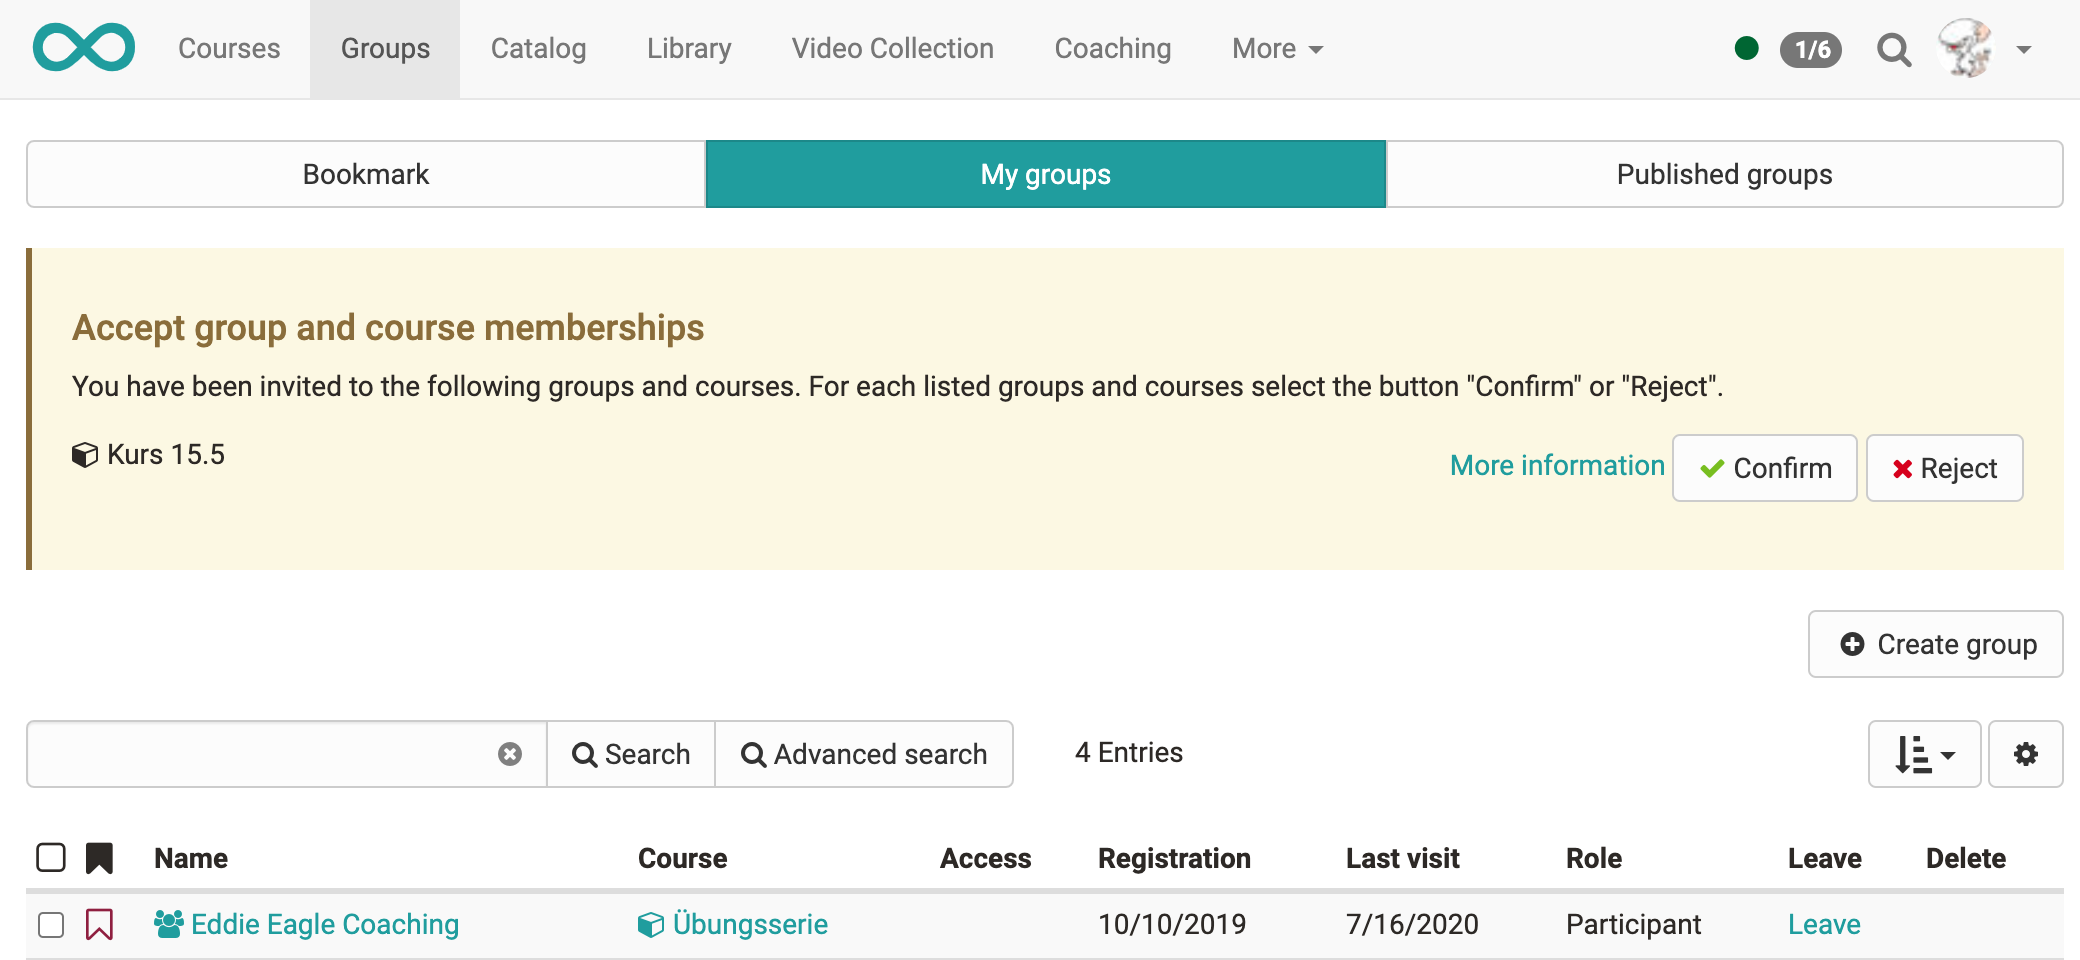 Courses Groups Catalog Library Video Collection Coaching More 1/6
Bookmark My groups Published groups
Accept group and course memberships
You have been invited to the following groups and courses. For each listed groups and courses select the button "Confirm" or "Reject".
Kurs 15.5 More information Confirm Reject
Create group
Search Advanced search 4 Entries
Name Course Access Registration Last visit Role Leave Delete
Eddie Eagle Coaching Übungsserie 10/10/2019 7/16/2020 Participant Leave